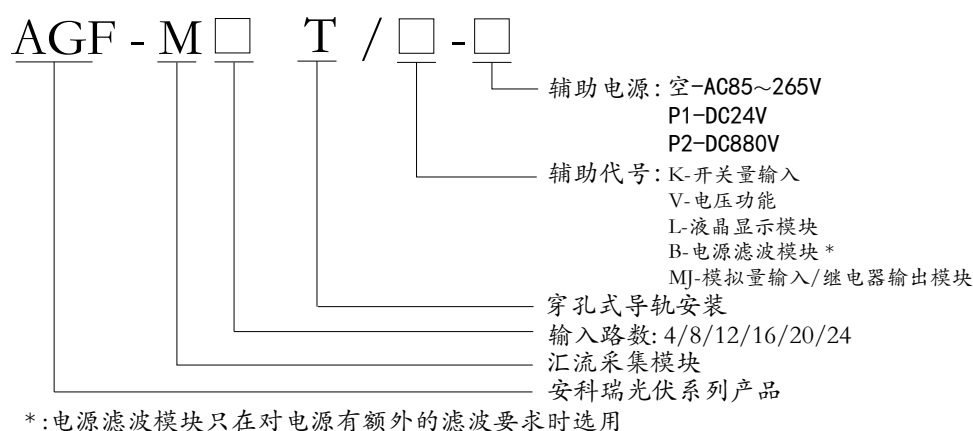 AGF - M□ T / □ - □
辅助电源: 空-AC85~265V
P1-DC24V
P2-DC880V
辅助代号: K-开关量输入
V-电压功能
L-液晶显示模块
B-电源滤波模块 *
MJ-模拟量输入/继电器输出模块
穿孔式导轨安装
输入路数: 4/8/12/16/20/24
汇流采集模块
安科瑞光伏系列产品
*:电源滤波模块只在对电源有额外的滤波要求时选用